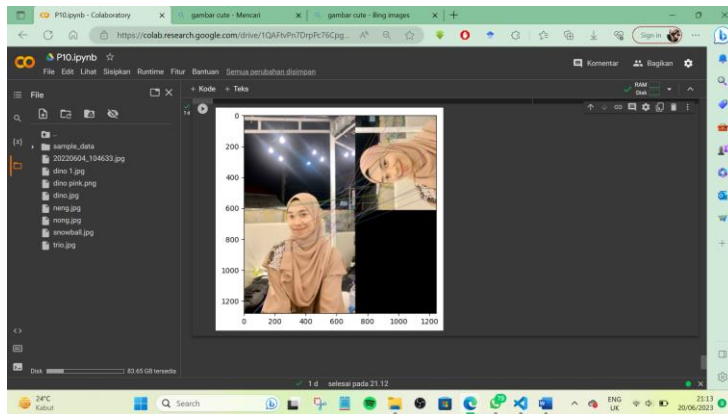 P10.ipynb - Colaboratory
gambar cute - Mencari
gambar cute - Bing images
https://colab.research.google.com/drive/1QAFtvPn7DrpFc76Cpg...
Sign in
P10.ipynb
File Edit Lihat Sisipkan Runtime Fitur Bantuan Semua perubahan disimpan
Komentar
Bagikan
File
+ Kode + Teks
RAM
Disk
{x}
..
sample_data
20220604_104633.jpg
dino 1.jpg
dino pink.png
dino.jpg
neng.jpg
nong.jpg
snowball.jpg
trio.jpg
1d
0
200
400
600
800
1000
1200
0 200 400 600 800 1000 1200
Disk
83.65 GB tersedia
1 d selesai pada 21.12
24°C
Kabut
Search
ENG
UK
21:13
20/06/2023